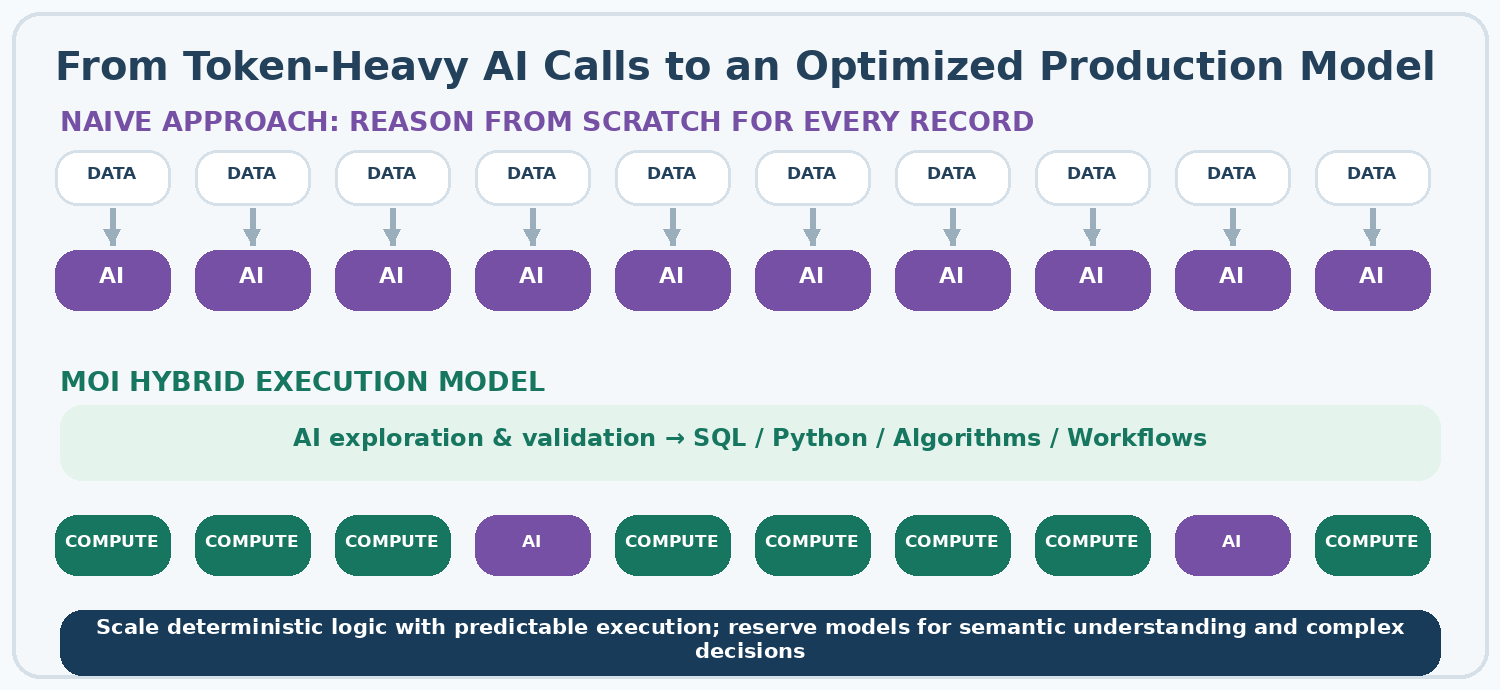 From Token-Heavy AI Calls to an Optimized Production Model
NAIVE APPROACH: REASON FROM SCRATCH FOR EVERY RECORD
DATA DATA DATA DATA DATA DATA DATA DATA DATA DATA
AI AI AI AI AI AI AI AI AI AI
MOI HYBRID EXECUTION MODEL
AI exploration & validation → SQL / Python / Algorithms / Workflows
COMPUTE COMPUTE COMPUTE AI COMPUTE COMPUTE COMPUTE COMPUTE AI COMPUTE
Scale deterministic logic with predictable execution; reserve models for semantic understanding and complex
decisions